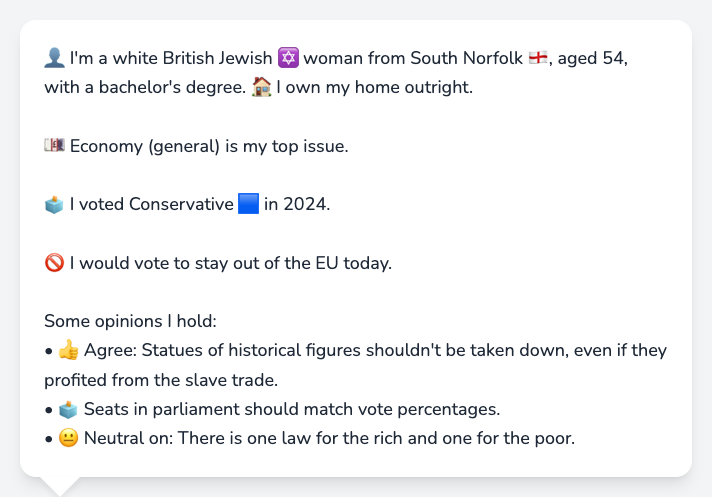 👤 I'm a white British Jewish ✡️ woman from South Norfolk 🏴󠁧󠁢󠁥󠁮󠁧󠁿, aged 54,
with a bachelor's degree. 🏠 I own my home outright.
💷 Economy (general) is my top issue.
🗳️ I voted Conservative 🟦 in 2024.
🚫 I would vote to stay out of the EU today.
Some opinions I hold:
• 👍 Agree: Statues of historical figures shouldn't be taken down, even if they
profited from the slave trade.
• 🗳️ Seats in parliament should match vote percentages.
• 😐 Neutral on: There is one law for the rich and one for the poor.